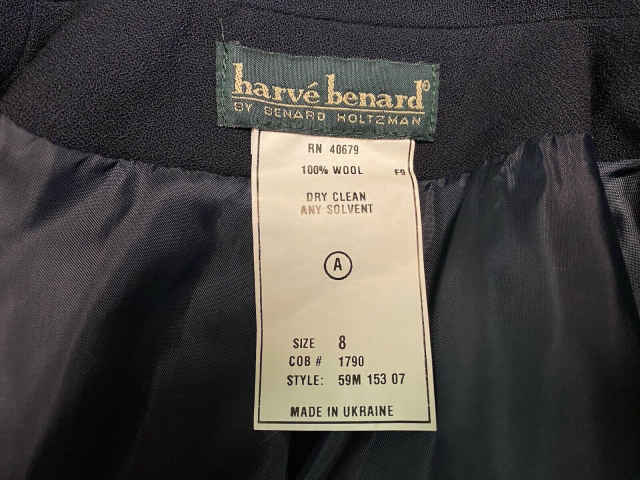 harvé benard®
BY BENARD HOLTZMAN
RN 40679
100% WOOL F9
DRY CLEAN
ANY SOLVENT
A
SIZE 8
COB # 1790
STYLE: 59M 153 07
MADE IN UKRAINE